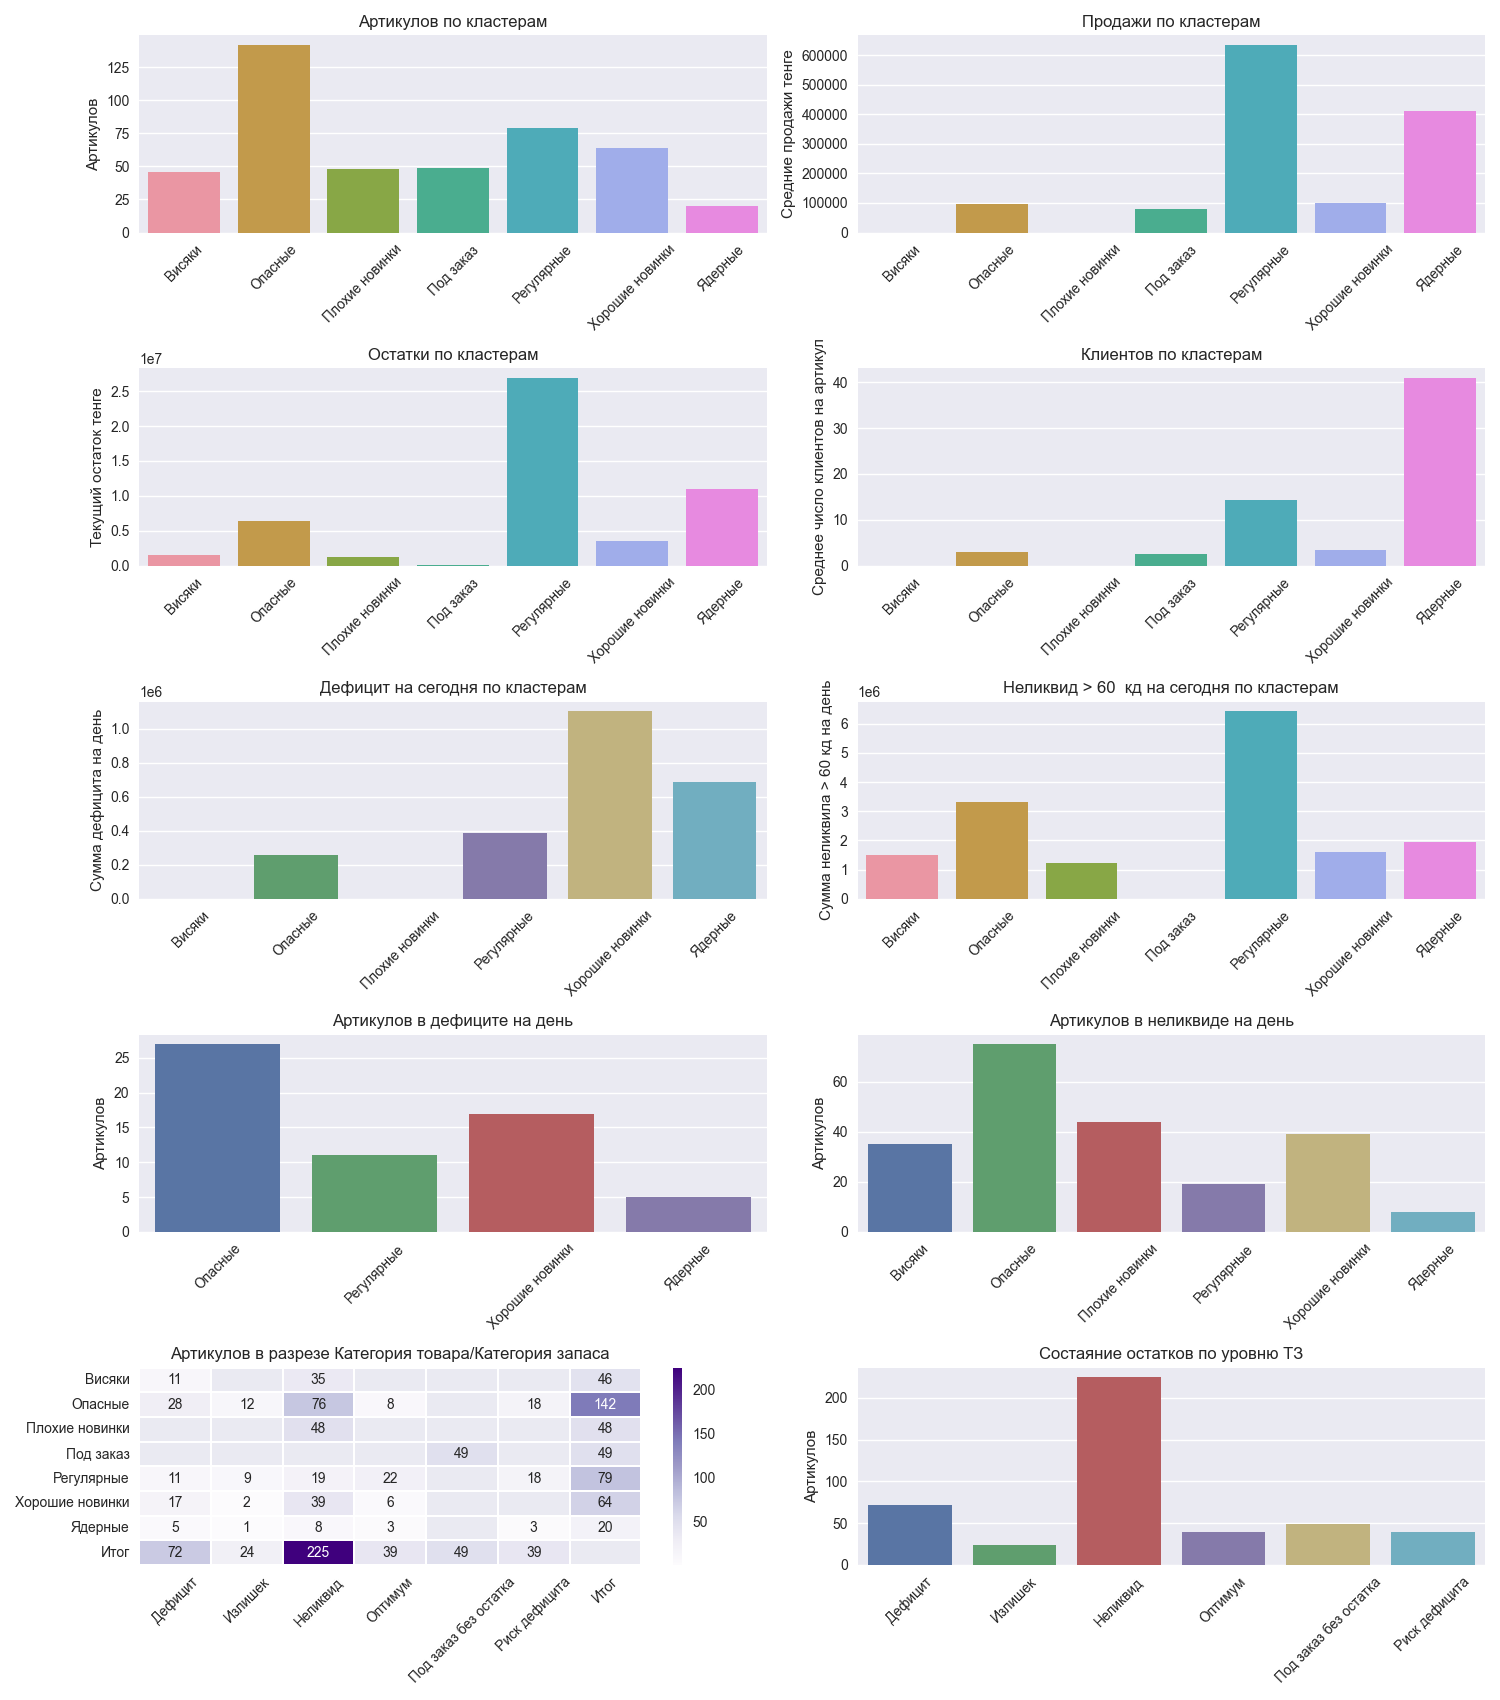 Артикулов по кластерам
Артикулов
125
100
75
50
25
0
Висяки
Опасные
Плохие новинки
Под заказ
Регулярные
Хорошие новинки
Ядерные
Продажи по кластерам
Средние продажи тенге
600000
500000
400000
300000
200000
100000
0
Висяки
Опасные
Плохие новинки
Под заказ
Регулярные
Хорошие новинки
Ядерные
Остатки по кластерам
1e7
Текущий остаток тенге
2.5
2.0
1.5
1.0
0.5
0.0
Висяки
Опасные
Плохие новинки
Под заказ
Регулярные
Хорошие новинки
Ядерные
Клиентов по кластерам
Среднее число клиентов на артикул
40
30
20
10
0
Висяки
Опасные
Плохие новинки
Под заказ
Регулярные
Хорошие новинки
Ядерные
Дефицит на сегодня по кластерам
1e6
Сумма дефицита на день
1.0
0.8
0.6
0.4
0.2
0.0
Висяки
Опасные
Плохие новинки
Регулярные
Хорошие новинки
Ядерные
Неликвид > 60  кд на сегодня по кластерам
1e6
Сумма неликвила > 60 кд на день
6
5
4
3
2
1
0
Висяки
Опасные
Плохие новинки
Под заказ
Регулярные
Хорошие новинки
Ядерные
Артикулов в дефиците на день
Артикулов
25
20
15
10
5
0
Опасные
Регулярные
Хорошие новинки
Ядерные
Артикулов в неликвиде на день
Артикулов
60
40
20
0
Висяки
Опасные
Плохие новинки
Регулярные
Хорошие новинки
Ядерные
Артикулов в разрезе Категория товара/Категория запаса
Висяки 11 35 46
Опасные 28 12 76 8 18 142
Плохие новинки 48 48
Под заказ 49 49
Регулярные 11 9 19 22 18 79
Хорошие новинки 17 2 39 6 64
Ядерные 5 1 8 3 3 20
Итог 72 24 225 39 49 39
Дефицит
Излишек
Неликвид
Оптимум
Под заказ без остатка
Риск дефицита
Итог
200
150
100
50
Состаяние остатков по уровню ТЗ
Артикулов
200
150
100
50
0
Дефицит
Излишек
Неликвид
Оптимум
Под заказ без остатка
Риск дефицита